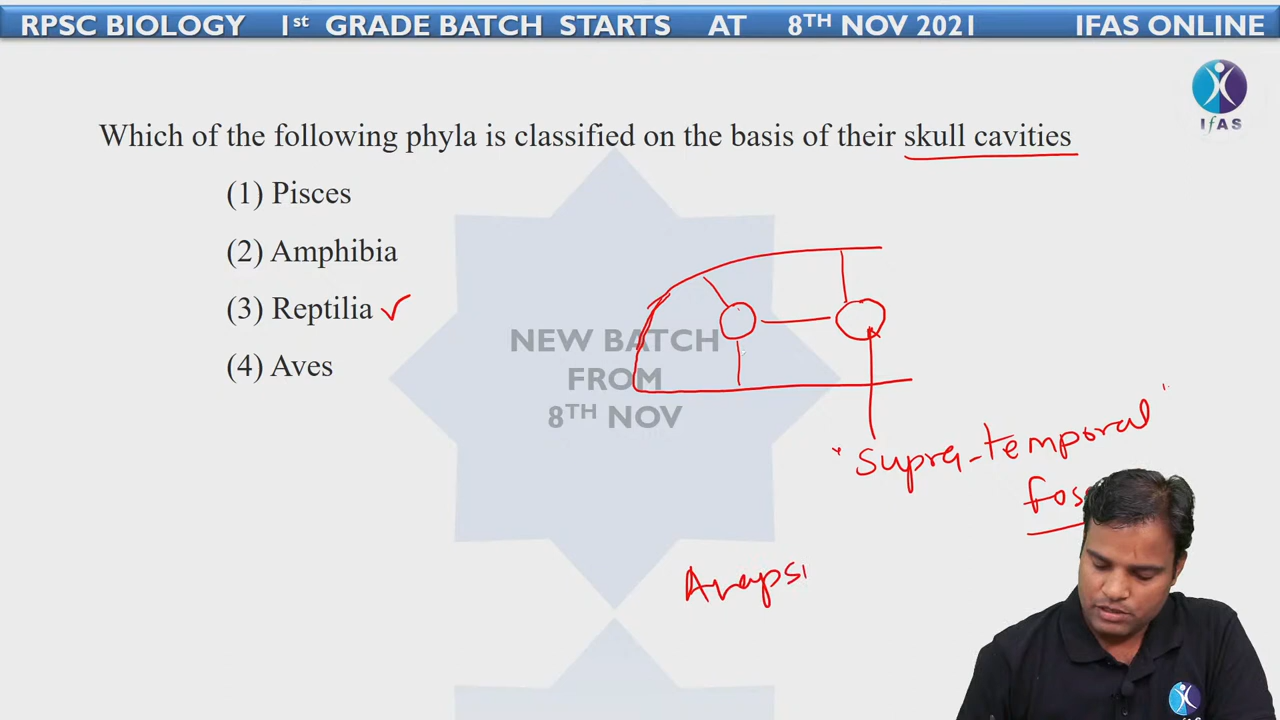 RPSC BIOLOGY 1st GRADE BATCH STARTS AT 8TH NOV 2021 IFAS ONLINE
IfAS
Which of the following phyla is classified on the basis of their skull cavities
(1) Pisces
(2) Amphibia
(3) Reptilia
(4) Aves
NEW BATCH
FROM
8TH NOV
"Supra-temporal"
fos
Anapsi